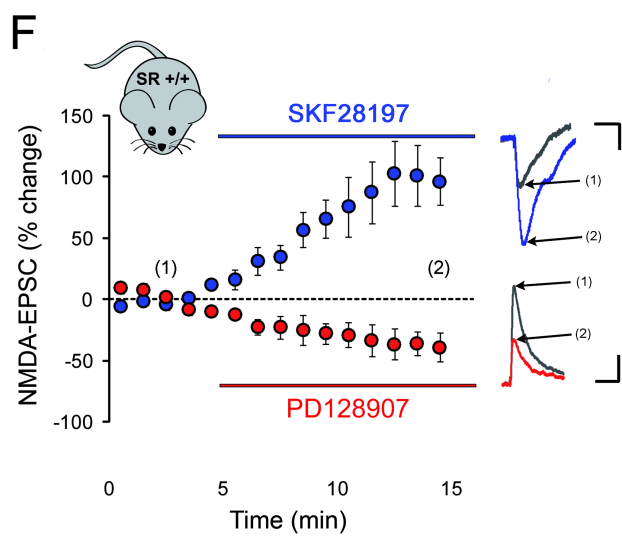 F
SR +/+
SKF28197
NMDA-EPSC (% change)
150
100
50
0
-50
-100
(1)
(2)
PD128907
0
5
10
15
Time (min)
(1)
(2)
(1)
(2)